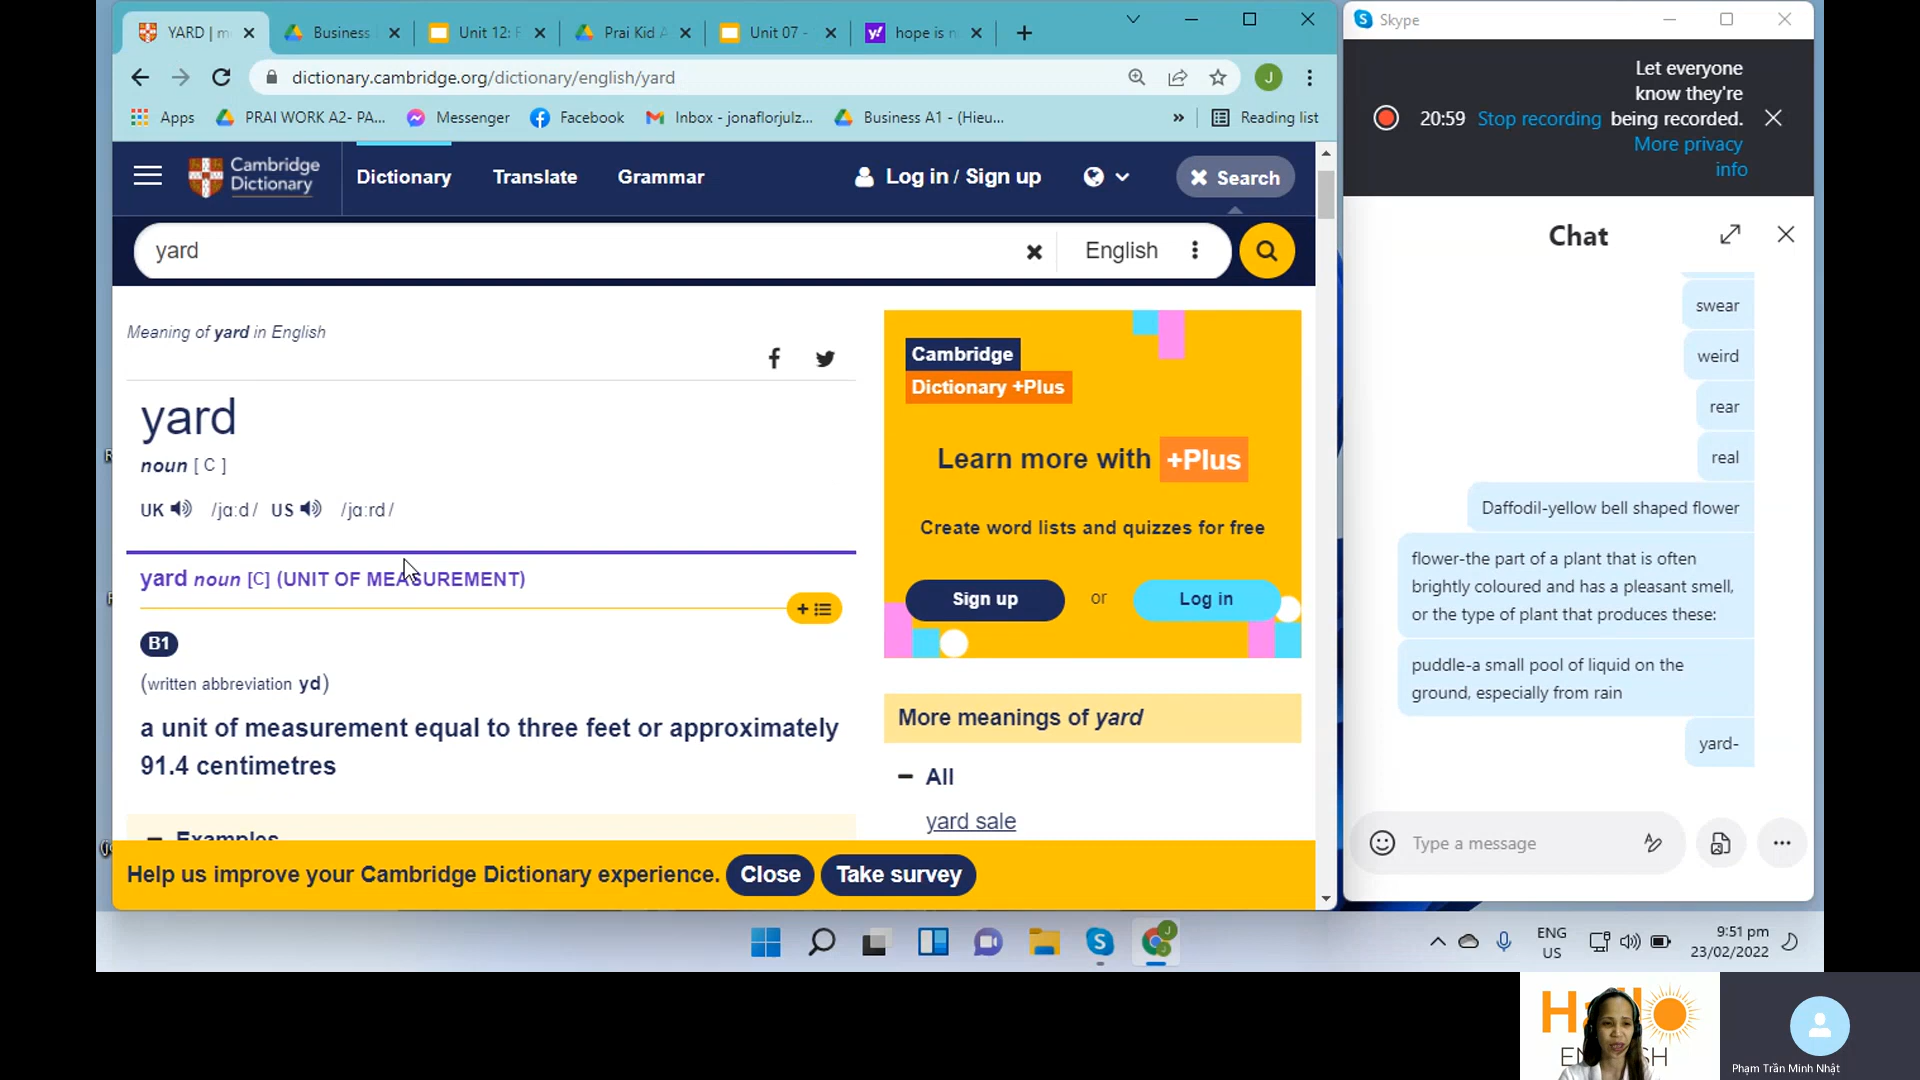 YARD | m
Business
Unit 12: F
Prai Kid A
Unit 07 -
hope is n
dictionary.cambridge.org/dictionary/english/yard
J
Apps
PRAI WORK A2- PA...
Messenger
Facebook
Inbox - jonaflorjulz...
Business A1 - (Hieu...
»
Reading list
Cambridge
Dictionary
Dictionary
Translate
Grammar
Log in / Sign up
Search
yard
English
Meaning of yard in English
yard
noun [ C ]
UK /jɑːd/ US /jɑːrd/
yard noun [C] (UNIT OF MEASUREMENT)
B1
(written abbreviation yd)
a unit of measurement equal to three feet or approximately
91.4 centimetres
Examples
Cambridge
Dictionary +Plus
Learn more with +Plus
Create word lists and quizzes for free
Sign up or Log in
More meanings of yard
All
yard sale
Help us improve your Cambridge Dictionary experience. Close Take survey
Skype
20:59 Stop recording
Let everyone
know they're
being recorded.
More privacy
info
Chat
swear
weird
rear
real
Daffodil-yellow bell shaped flower
flower-the part of a plant that is often
brightly coloured and has a pleasant smell,
or the type of plant that produces these:
puddle-a small pool of liquid on the
ground, especially from rain
yard-
Type a message
ENG
US
9:51 pm
23/02/2022
Phạm Trần Minh Nhật